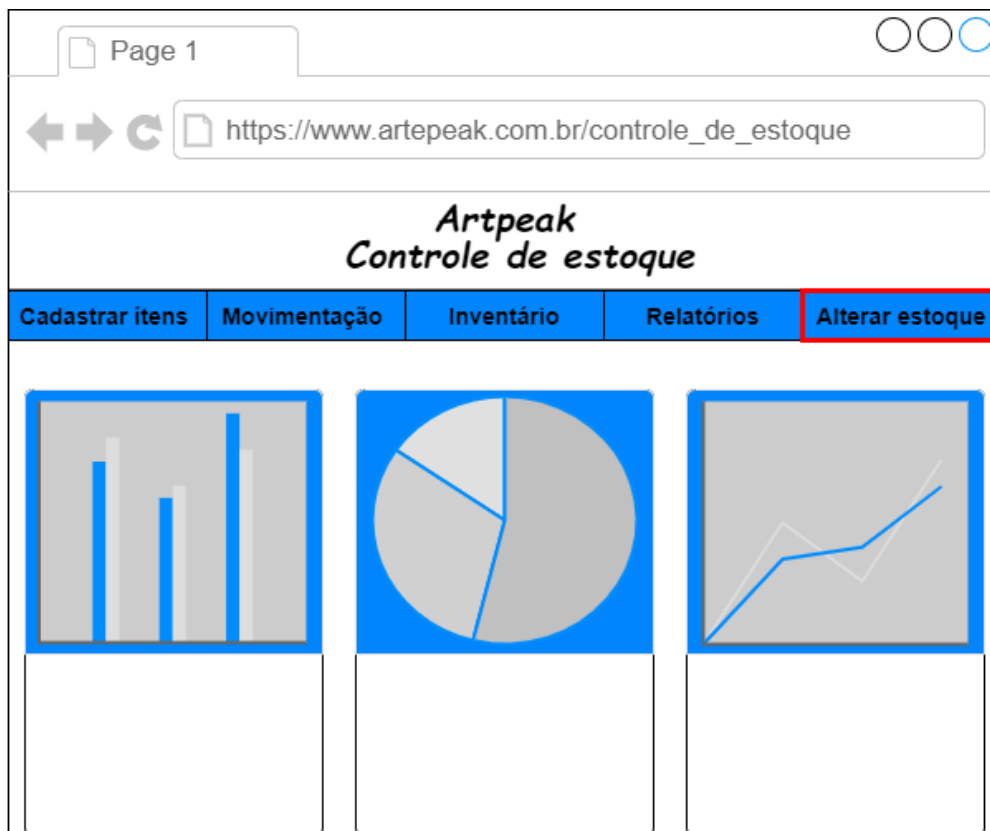 Page 1
https://www.artepeak.com.br/controle_de_estoque
Artpeak
Controle de estoque
Cadastrar ítens Movimentação Inventário Relatórios Alterar estoque